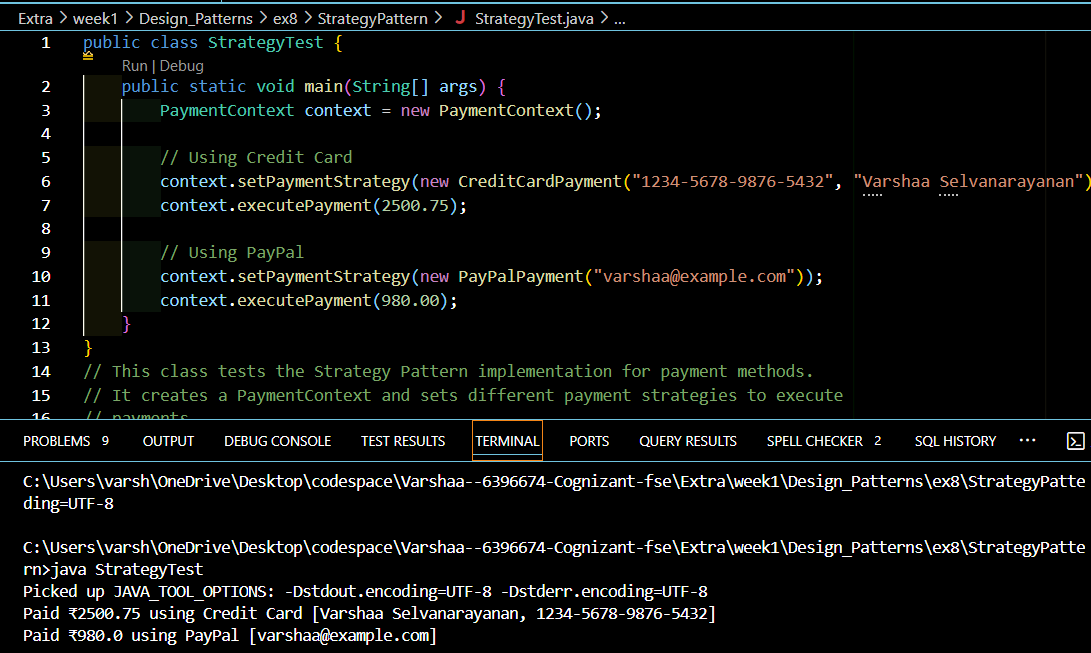 Extra > week1 > Design_Patterns > ex8 > StrategyPattern > J StrategyTest.java > ...
1 public class StrategyTest {
Run | Debug
2 public static void main(String[] args) {
3 PaymentContext context = new PaymentContext();
4
5 // Using Credit Card
6 context.setPaymentStrategy(new CreditCardPayment("1234-5678-9876-5432", "Varshaa Selvanarayanan")
7 context.executePayment(2500.75);
8
9 // Using PayPal
10 context.setPaymentStrategy(new PayPalPayment("varshaa@example.com"));
11 context.executePayment(980.00);
12 }
13 }
14 // This class tests the Strategy Pattern implementation for payment methods.
15 // It creates a PaymentContext and sets different payment strategies to execute
16 // payments
PROBLEMS 9 OUTPUT DEBUG CONSOLE TEST RESULTS TERMINAL PORTS QUERY RESULTS SPELL CHECKER 2 SQL HISTORY ...
C:\Users\varsh\OneDrive\Desktop\codespace\Varshaa--6396674-Cognizant-fse\Extra\week1\Design_Patterns\ex8\StrategyPatte
ding=UTF-8
C:\Users\varsh\OneDrive\Desktop\codespace\Varshaa--6396674-Cognizant-fse\Extra\week1\Design_Patterns\ex8\StrategyPatte
rn>java StrategyTest
Picked up JAVA_TOOL_OPTIONS: -Dstdout.encoding=UTF-8 -Dstderr.encoding=UTF-8
Paid ₹2500.75 using Credit Card [Varshaa Selvanarayanan, 1234-5678-9876-5432]
Paid ₹980.0 using PayPal [varshaa@example.com]